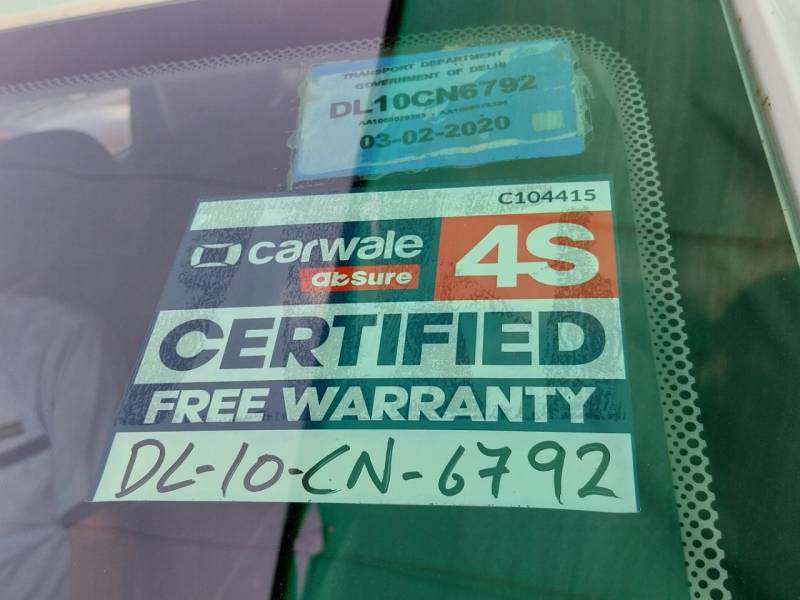 TRANSPORT DEPARTMENT
GOVERNMENT OF DELHI
DL10CN6792
03-02-2020
C104415
carwale
abSure
4S
CERTIFIED
FREE WARRANTY
DL-10-CN-6792